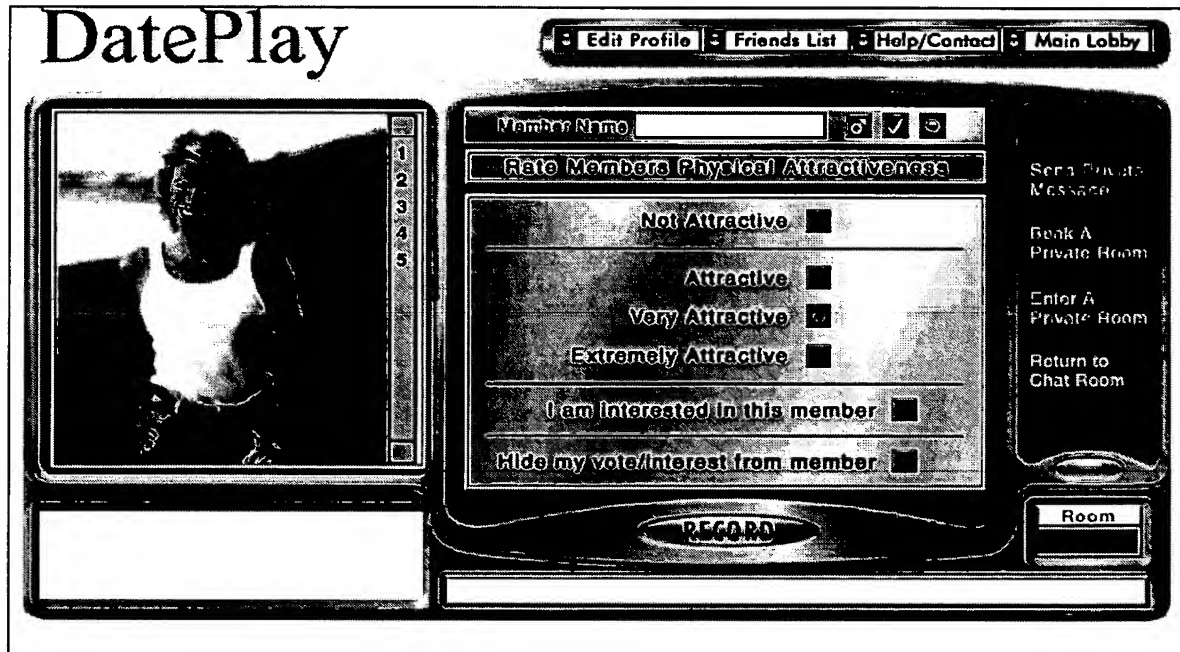 DatePlay
Edit Profile Friends List Help/Contact Main Lobby
Member Name
Rate Members Physical Attractiveness
1
2
3
4
5
Not Attractive
Attractive
Very Attractive
Extremely Attractive
I am interested in this member
Hide my vote/interest from member
RECORD
Send Private
Message
Book A
Private Room
Enter A
Private Room
Return to
Chat Room
Room